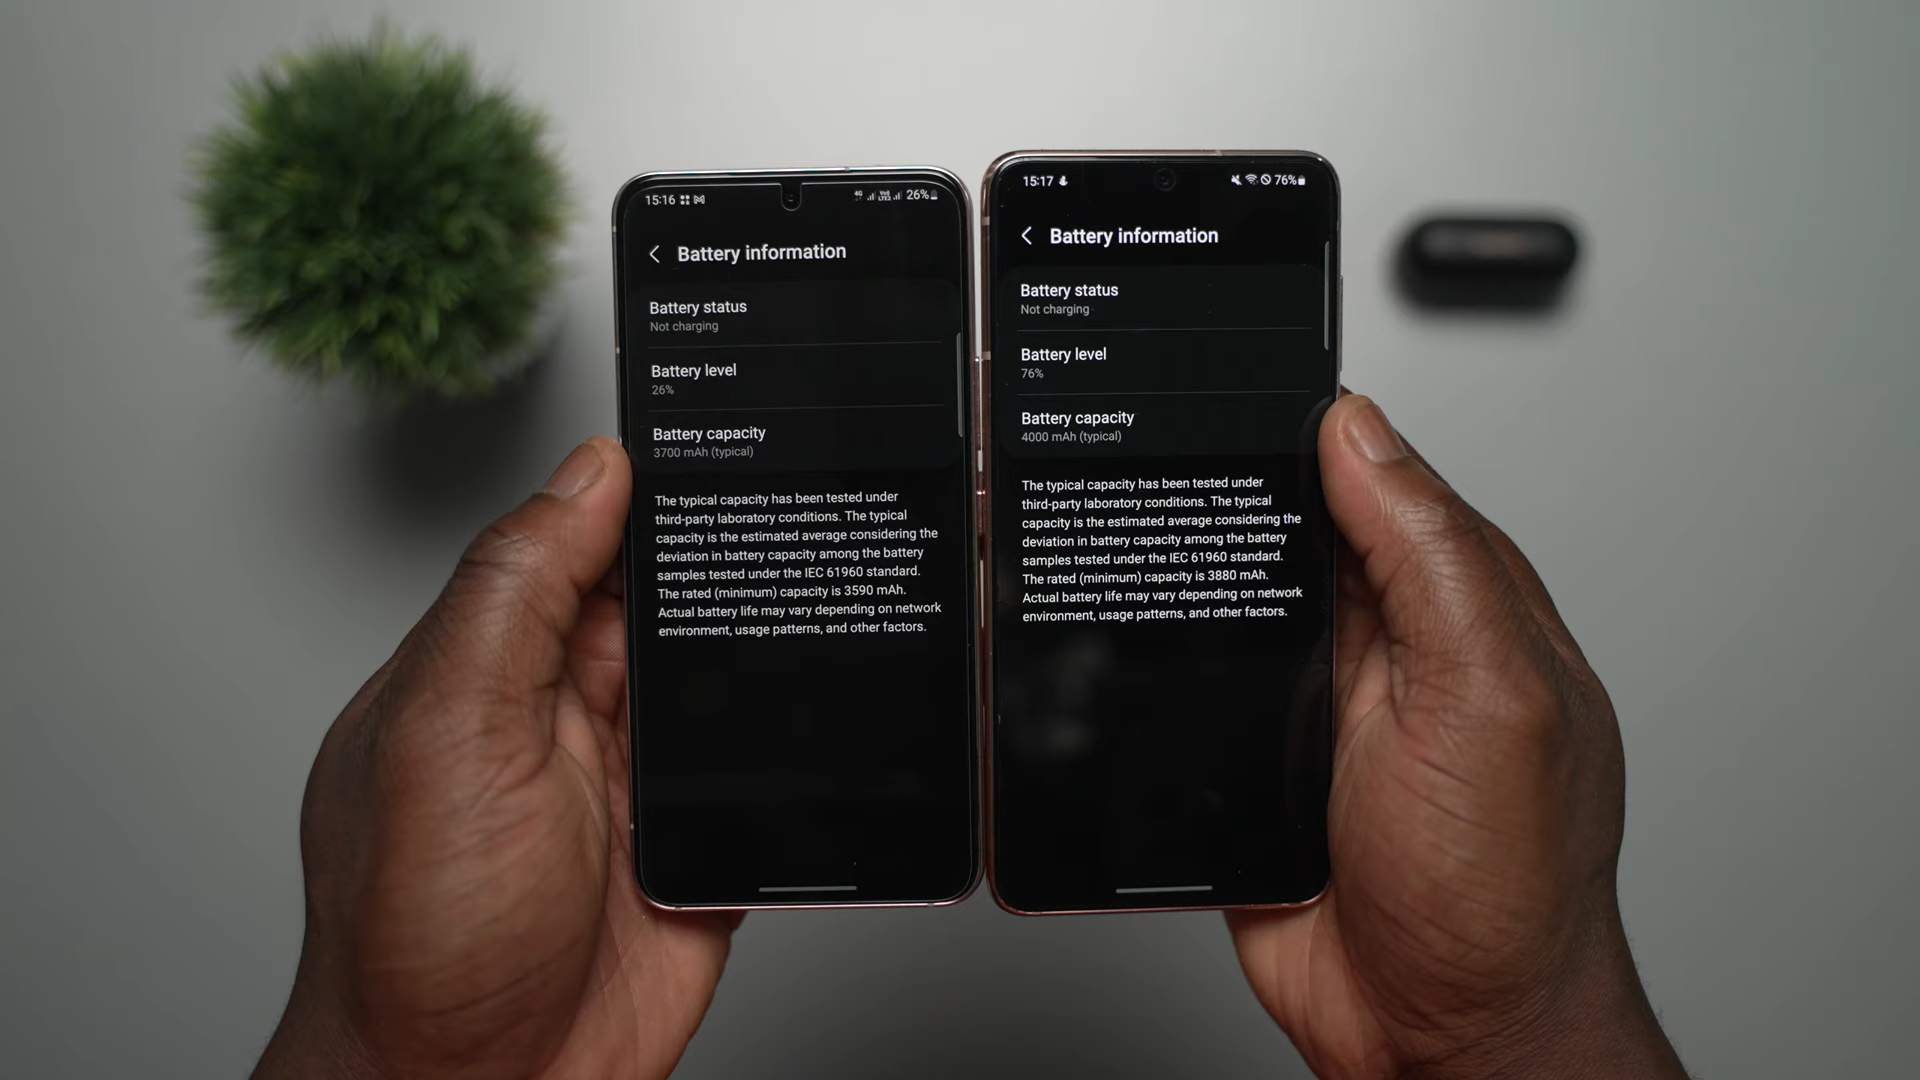 15:16
26%
Battery information
Battery status
Not charging
Battery level
26%
Battery capacity
3700 mAh (typical)
The typical capacity has been tested under
third-party laboratory conditions. The typical
capacity is the estimated average considering the
deviation in battery capacity among the battery
samples tested under the IEC 61960 standard.
The rated (minimum) capacity is 3590 mAh.
Actual battery life may vary depending on network
environment, usage patterns, and other factors.
15:17
76%
Battery information
Battery status
Not charging
Battery level
76%
Battery capacity
4000 mAh (typical)
The typical capacity has been tested under
third-party laboratory conditions. The typical
capacity is the estimated average considering the
deviation in battery capacity among the battery
samples tested under the IEC 61960 standard.
The rated (minimum) capacity is 3880 mAh.
Actual battery life may vary depending on network
environment, usage patterns, and other factors.